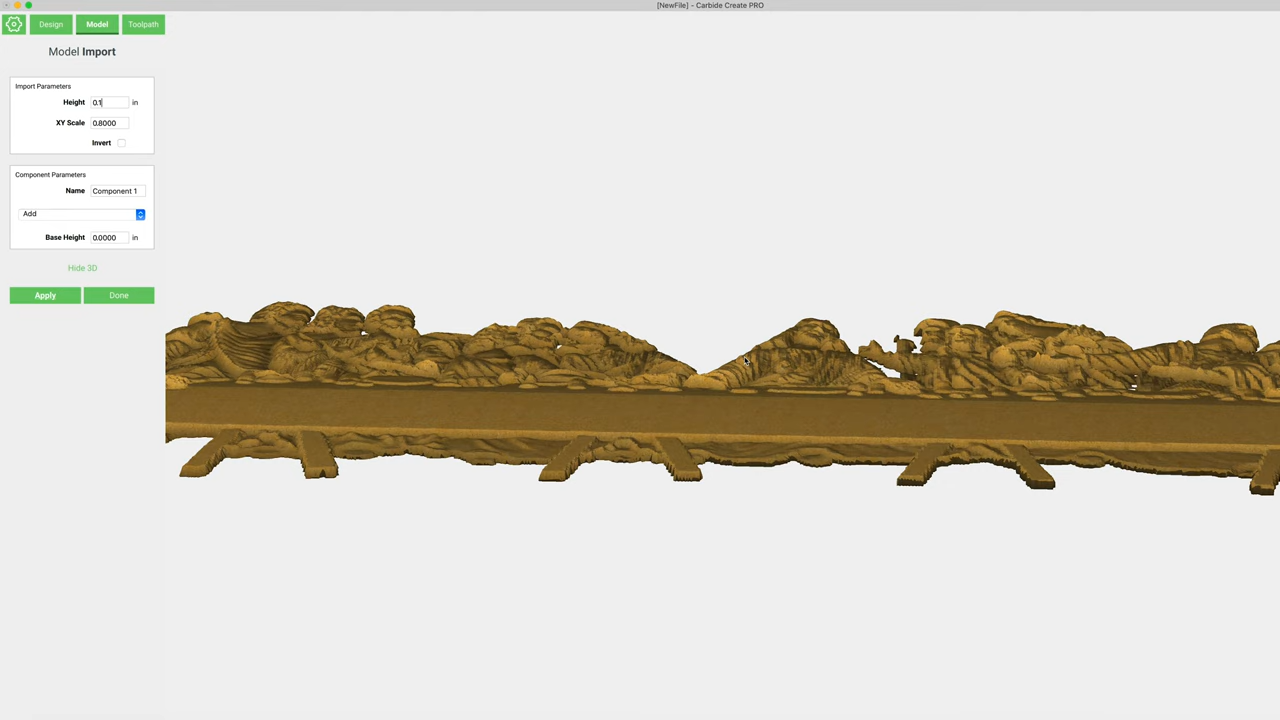 [NewFile] - Carbide Create PRO
Design Model Toolpath
Model Import
Import Parameters
Height 0.1 in
XY Scale 0.8000
Invert
Component Parameters
Name Component 1
Add
Base Height 0.0000 in
Hide 3D
Apply Done